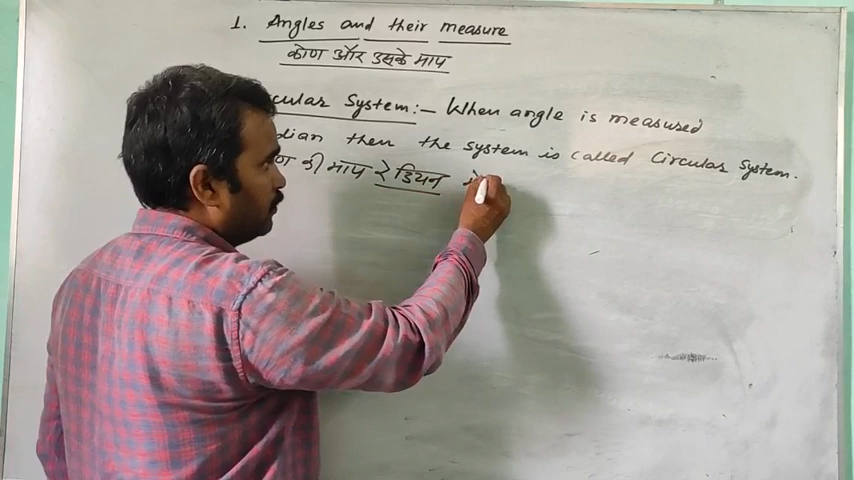 1. Angles and their measure
कोण और उसके माप
cular System:- When angle is measured
dian then the system is called Circular System.
ण की माप रेडियन